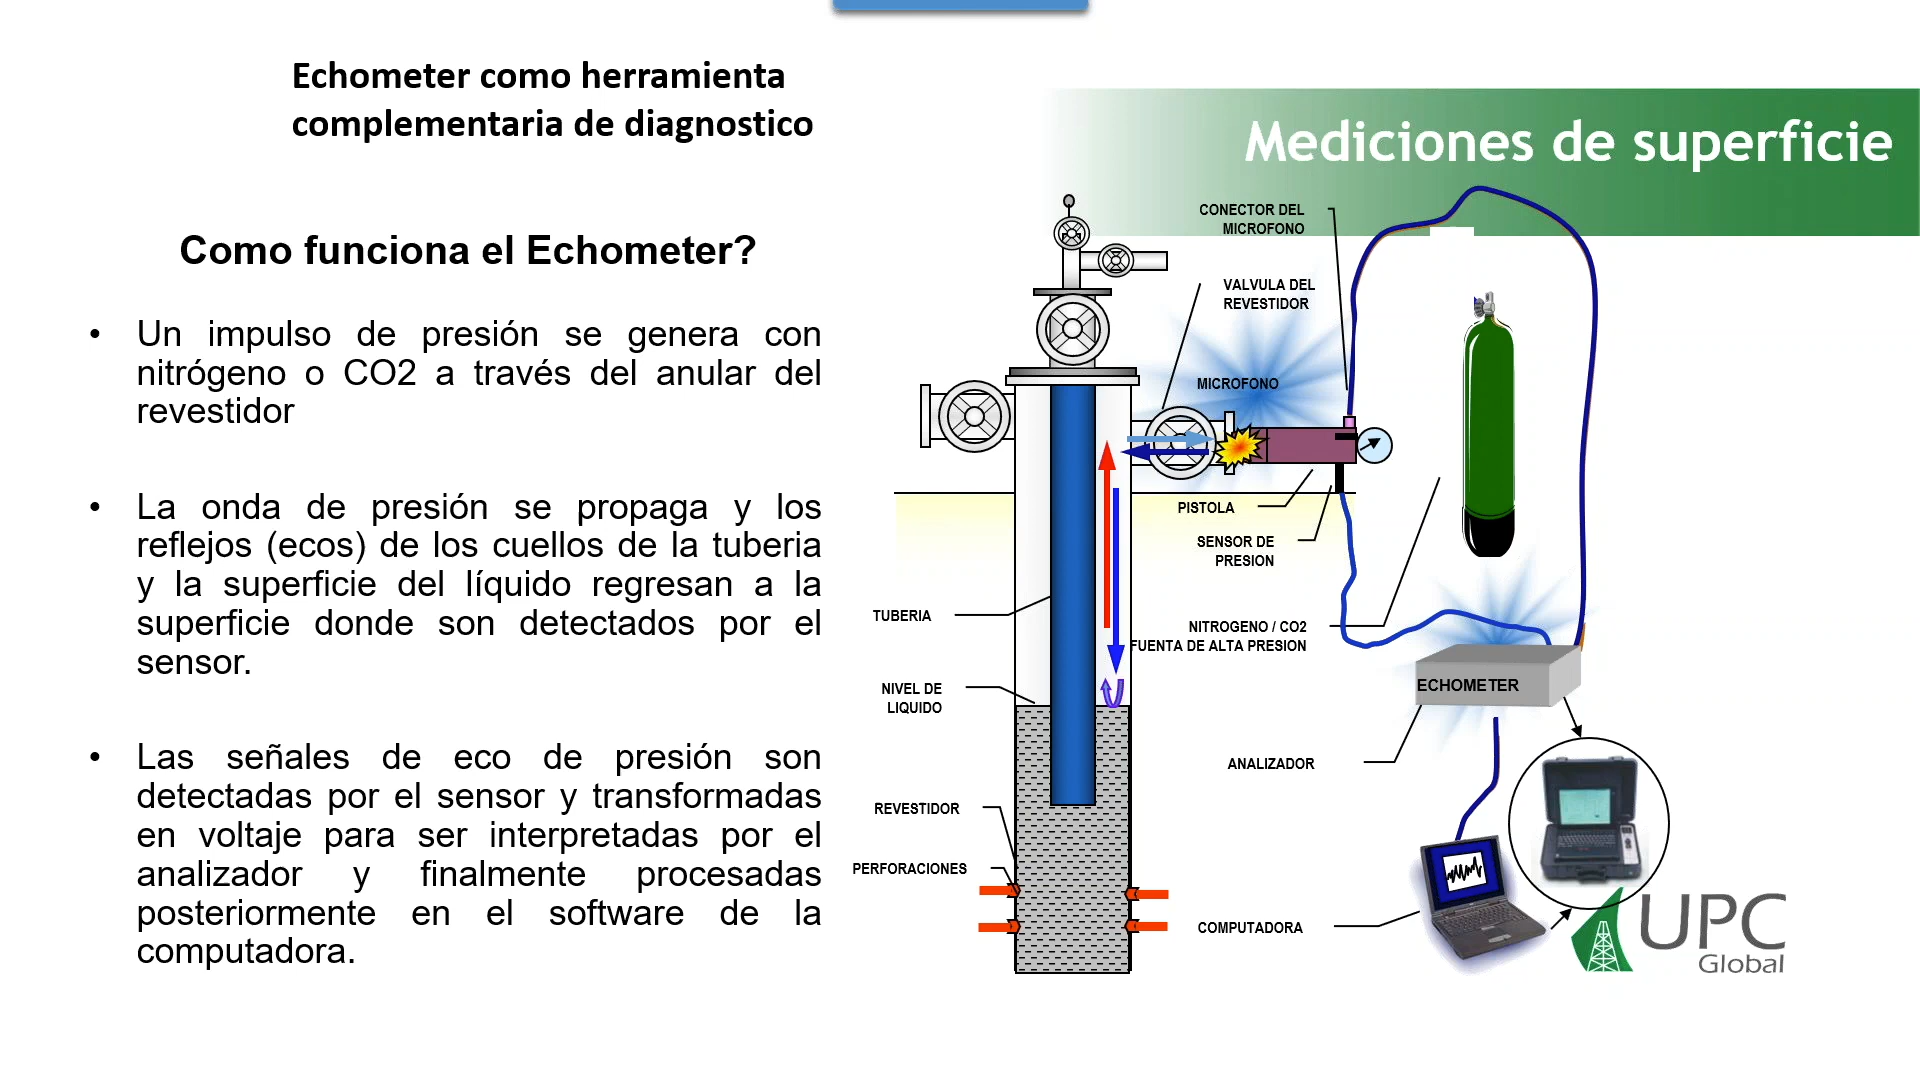 Echometer como herramienta
complementaria de diagnostico
Mediciones de superficie
Como funciona el Echometer?
• Un impulso de presión se genera con
nitrógeno o CO2 a través del anular del
revestidor
• La onda de presión se propaga y los
reflejos (ecos) de los cuellos de la tuberia
y la superficie del líquido regresan a la
superficie donde son detectados por el
sensor.
• Las señales de eco de presión son
detectadas por el sensor y transformadas
en voltaje para ser interpretadas por el
analizador y finalmente procesadas
posteriormente en el software de la
computadora.
CONECTOR DEL
MICROFONO
VALVULA DEL
REVESTIDOR
MICROFONO
PISTOLA
SENSOR DE
PRESION
TUBERIA
NITROGENO / CO2
FUENTA DE ALTA PRESION
NIVEL DE
LIQUIDO
ECHOMETER
ANALIZADOR
REVESTIDOR
PERFORACIONES
COMPUTADORA
UPC
Global